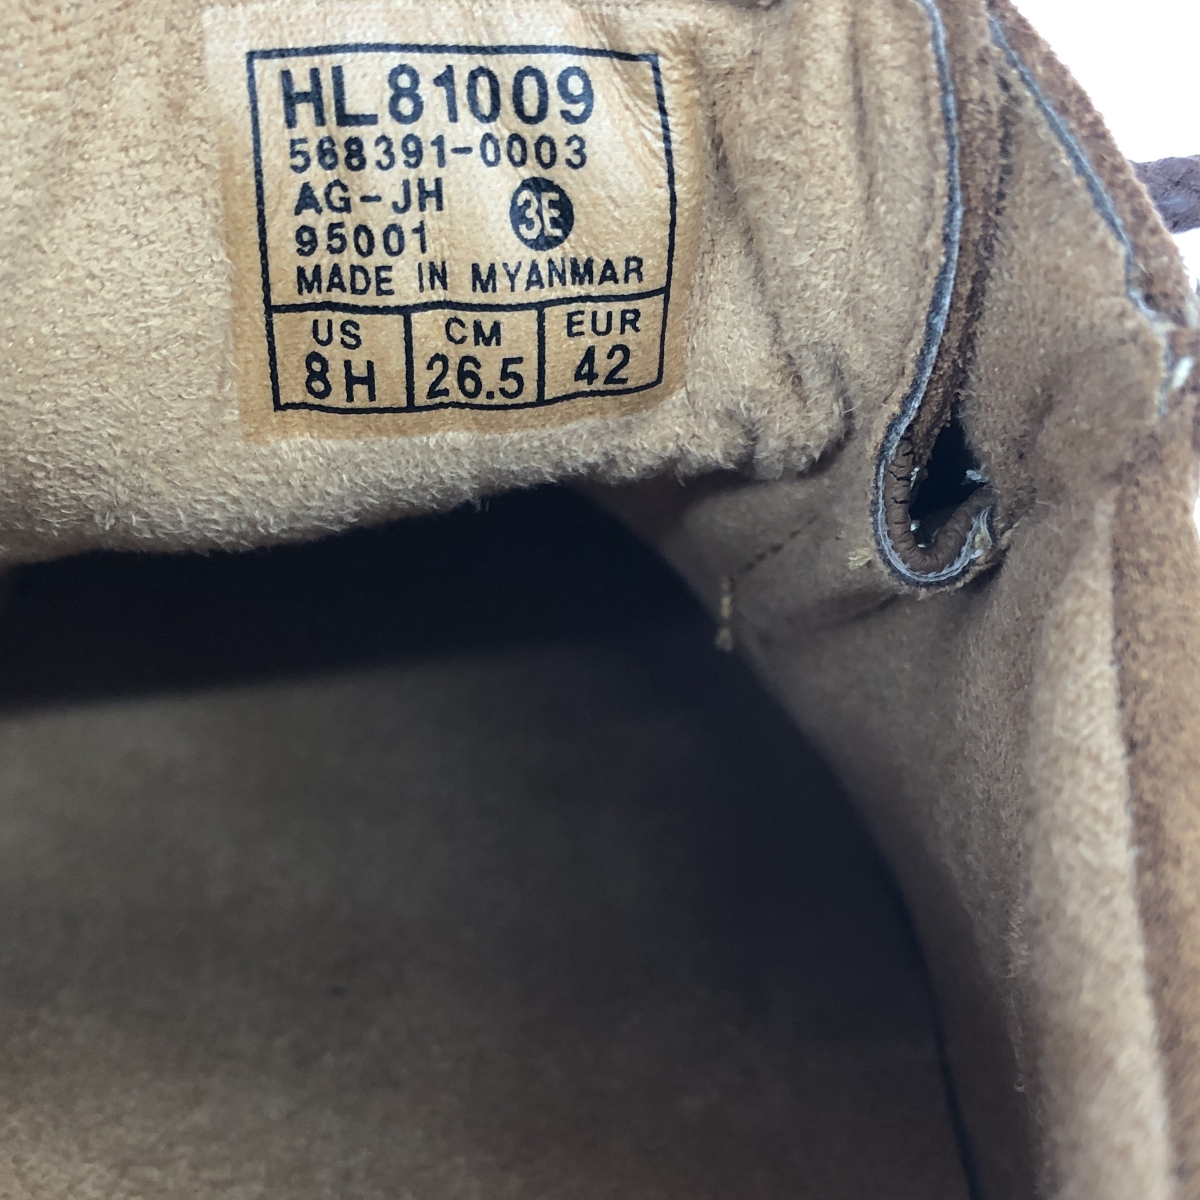 HL81009
568391-0003
AG-JH 3E
95001
MADE IN MYANMAR
US CM EUR
8H 26.5 42